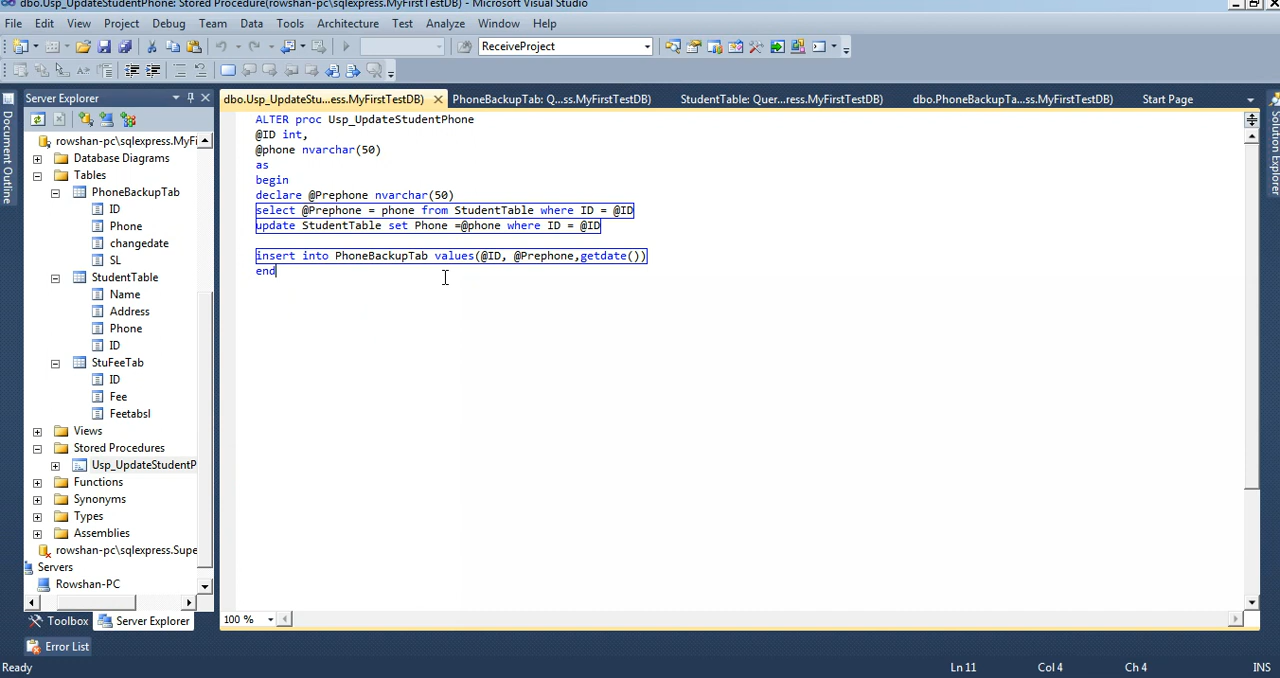 dbo.Usp_UpdateStudentPhone: Stored Procedure(rowshan-pc\sqlexpress.MyFirstTestDB) - Microsoft Visual Studio
File Edit View Project Debug Team Data Tools Architecture Test Analyze Window Help
ReceiveProject
Server Explorer
dbo.Usp_UpdateStu...ess.MyFirstTestDB) PhoneBackupTab: Q...ss.MyFirstTestDB) StudentTable: Quer...ress.MyFirstTestDB) dbo.PhoneBackupTa...ss.MyFirstTestDB) Start Page
Document Outline
Solution Explorer
rowshan-pc\sqlexpress.MyFi
Database Diagrams
Tables
PhoneBackupTab
ID
Phone
changedate
SL
StudentTable
Name
Address
Phone
ID
StuFeeTab
ID
Fee
Feetabsl
Views
Stored Procedures
Usp_UpdateStudentP
Functions
Synonyms
Types
Assemblies
rowshan-pc\sqlexpress.Supe
Servers
Rowshan-PC
ALTER proc Usp_UpdateStudentPhone
@ID int,
@phone nvarchar(50)
as
begin
declare @Prephone nvarchar(50)
select @Prephone = phone from StudentTable where ID = @ID
update StudentTable set Phone =@phone where ID = @ID
insert into PhoneBackupTab values(@ID, @Prephone,getdate())
end
100 %
Toolbox Server Explorer
Error List
Ready Ln 11 Col 4 Ch 4 INS